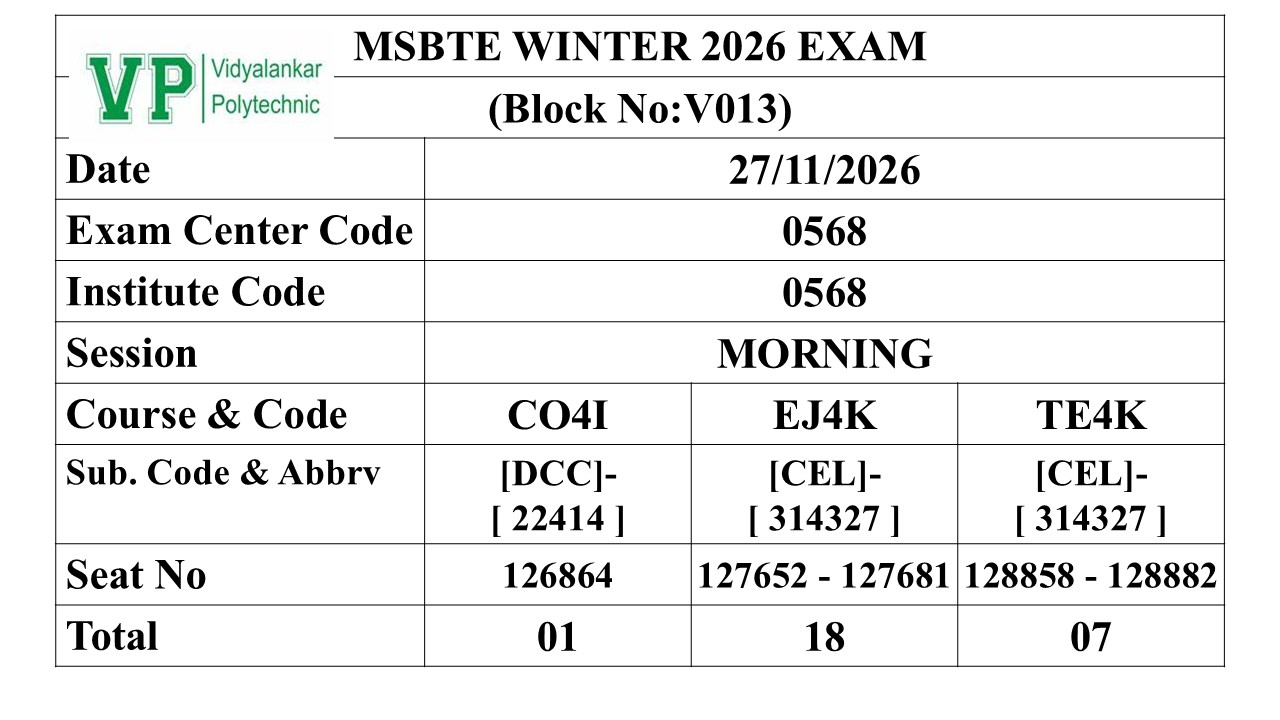 MSBTE WINTER 2026 EXAM
VP Vidyalankar
Polytechnic
(Block No:V013)
Date 27/11/2026
Exam Center Code 0568
Institute Code 0568
Session MORNING
Course & Code CO4I EJ4K TE4K
Sub. Code & Abbrv [DCC]- [CEL]- [CEL]-
[ 22414 ] [ 314327 ] [ 314327 ]
Seat No 126864 127652 - 127681 128858 - 128882
Total 01 18 07